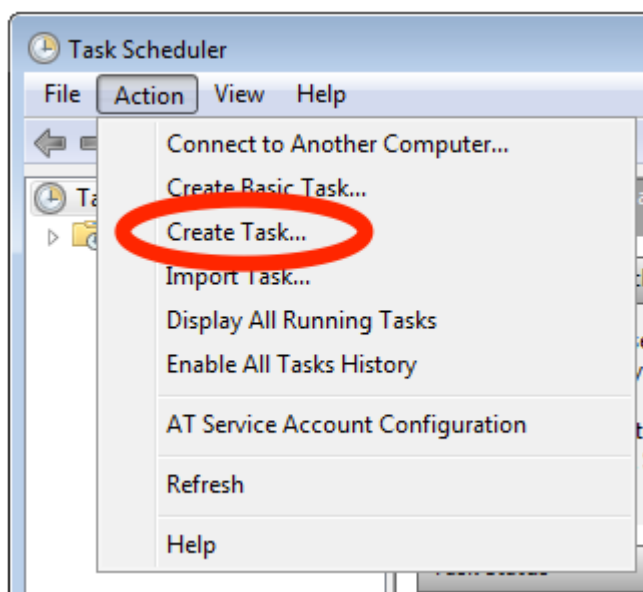 Task Scheduler
File Action View Help
Connect to Another Computer...
Create Basic Task...
Create Task...
Import Task...
Display All Running Tasks
Enable All Tasks History
AT Service Account Configuration
Refresh
Help